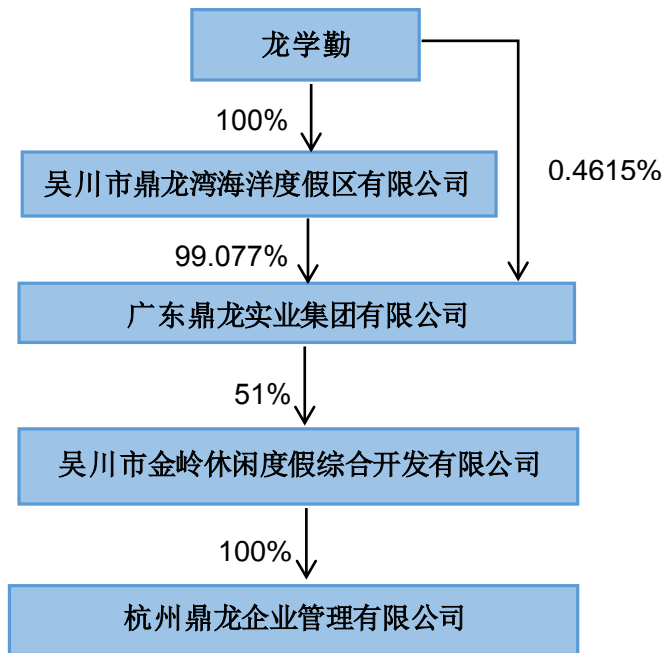 龙学勤
100%
吴川市鼎龙湾海洋度假区有限公司
0.4615%
99.077%
广东鼎龙实业集团有限公司
51%
吴川市金岭休闲度假综合开发有限公司
100%
杭州鼎龙企业管理有限公司